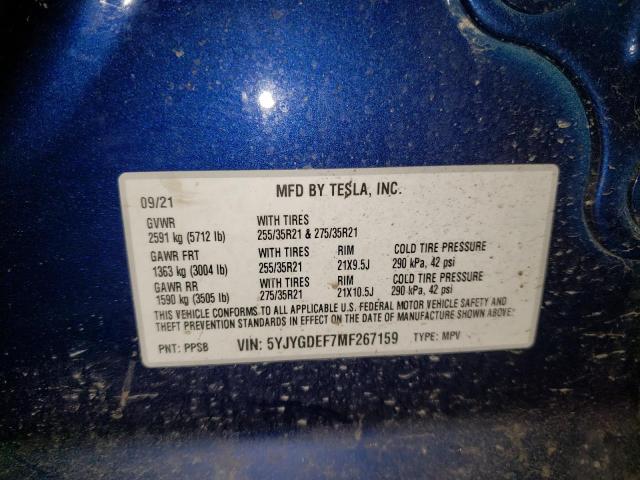 MFD BY TESLA, INC.
09/21
GVWR WITH TIRES
2591 kg (5712 lb) 255/35R21 & 275/35R21
GAWR FRT WITH TIRES RIM COLD TIRE PRESSURE
1363 kg (3004 lb) 255/35R21 21X9.5J 290 kPa, 42 psi
GAWR RR WITH TIRES RIM COLD TIRE PRESSURE
1590 kg (3505 lb) 275/35R21 21X10.5J 290 kPa, 42 psi
THIS VEHICLE CONFORMS TO ALL APPLICABLE U.S. FEDERAL MOTOR VEHICLE SAFETY AND
THEFT PREVENTION STANDARDS IN EFFECT ON THE DATE OF MANUFACTURE SHOWN ABOVE.
PNT: PPSB VIN: 5YJYGDEF7MF267159 TYPE: MPV